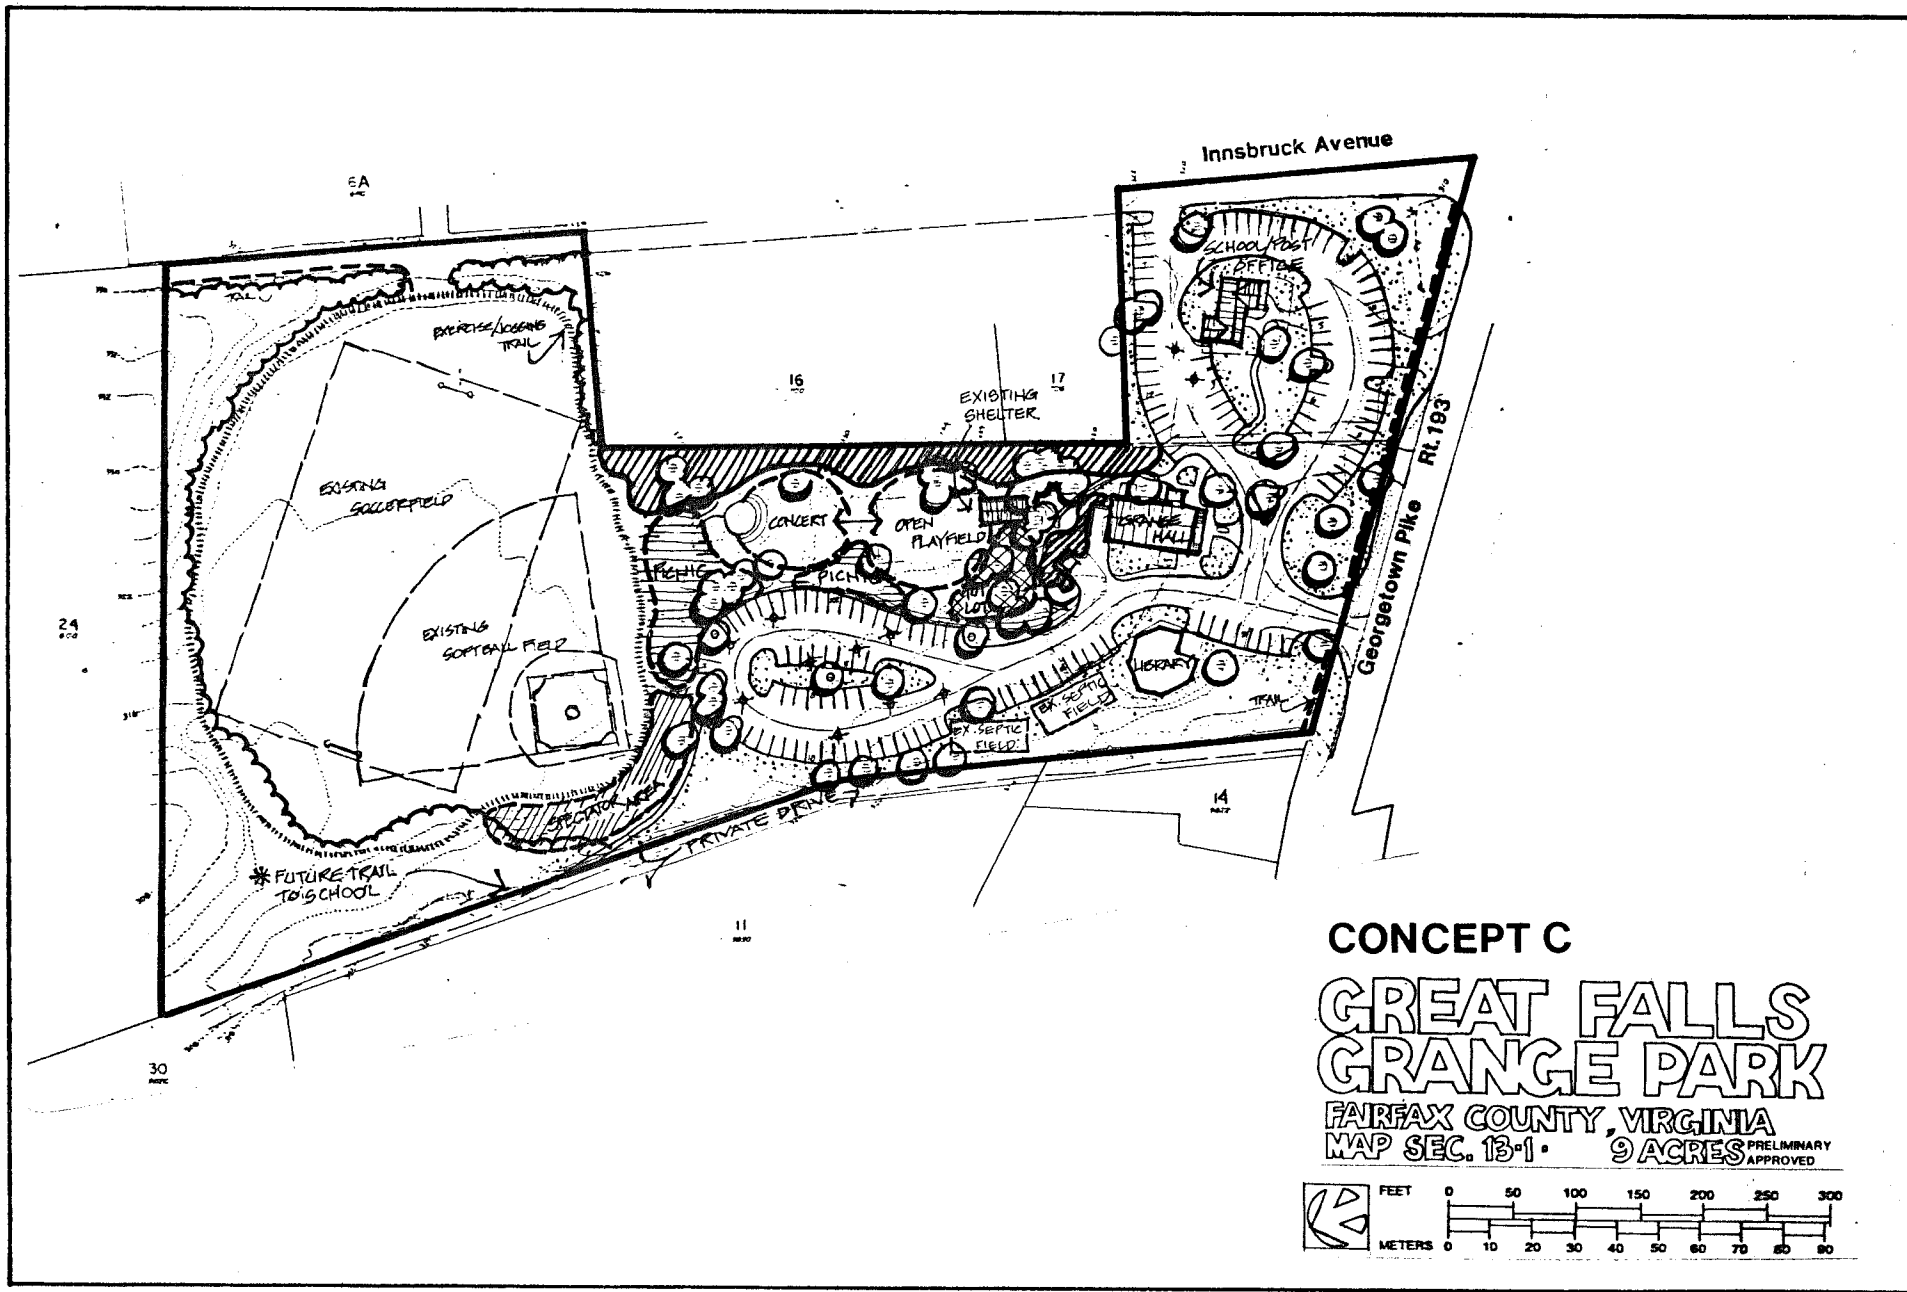 Innsbruck Avenue
6A
SCHOOL/POST
OFFICE
TRAIL
EXERCISE/JOGGING
TRAIL
16
17
EXISTING
SHELTER
Rt. 193
Georgetown Pike
EXISTING
SOCCERFIELD
CONCERT
OPEN
PLAYFIELD
GRANGE
HALL
PICNIC
PICNIC
TOT
LOT
24
EXISTING
SOFTBALL FIELD
LIBRARY
EX. SEPTIC
FIELD
TRAIL
EX. SEPTIC
FIELD
SPECTATOR AREA
PRIVATE DRIVE
14
* FUTURE TRAIL
TO SCHOOL
11
30
CONCEPT C
GREAT FALLS
GRANGE PARK
FAIRFAX COUNTY, VIRGINIA
MAP SEC. 13-1 · 9 ACRES PRELIMINARY
APPROVED
FEET 0 50 100 150 200 250 300
METERS 0 10 20 30 40 50 60 70 80 90